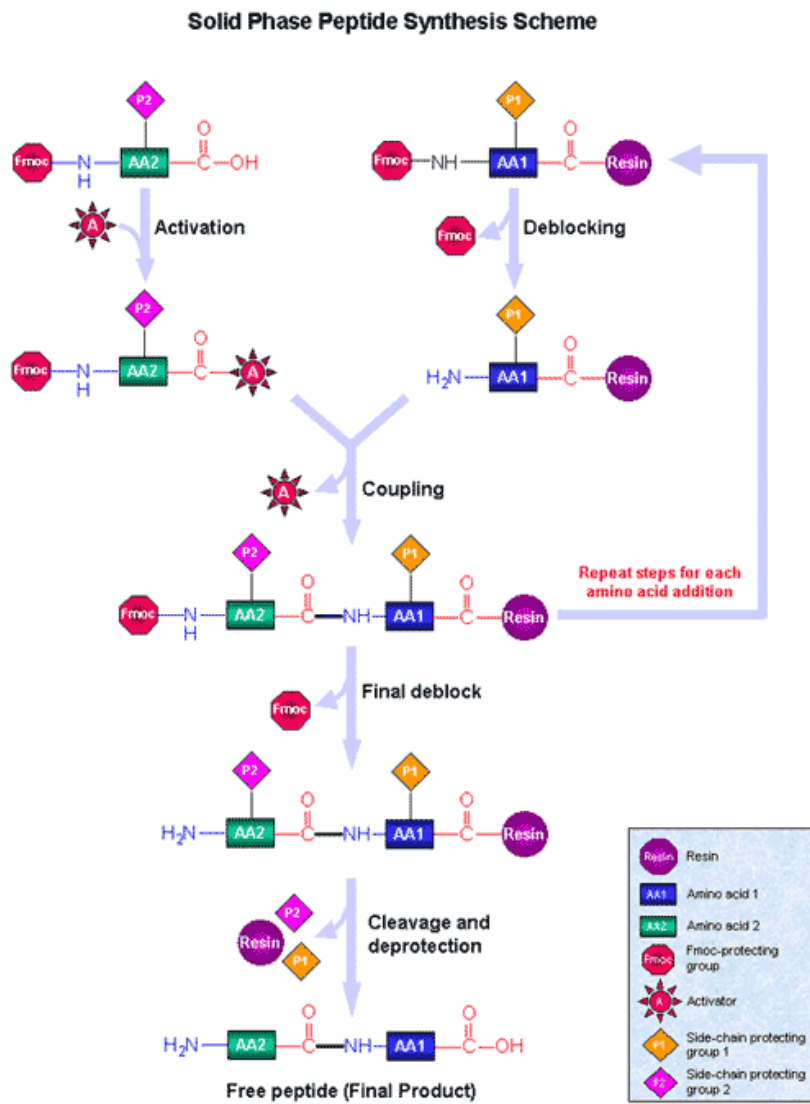 Solid Phase Peptide Synthesis Scheme
P2
P1
Fmoc N H AA2 C O OH
Fmoc NH AA1 C O Resin
A
Activation
Fmoc
Deblocking
P2
P1
Fmoc N H AA2 C O A
H₂N AA1 C O Resin
A
Coupling
P2
P1
Repeat steps for each
amino acid addition
Fmoc N H AA2 C O NH AA1 C O Resin
Fmoc
Final deblock
P2
P1
H₂N AA2 C O NH AA1 C O Resin
P2
Resin
P1
Cleavage and
deprotection
H₂N AA2 C O NH AA1 C O OH
Free peptide (Final Product)
Resin Resin
AA1 Amino acid 1
AA2 Amino acid 2
Fmoc Fmoc-protecting
group
A Activator
P1 Side-chain protecting
group 1
P2 Side-chain protecting
group 2